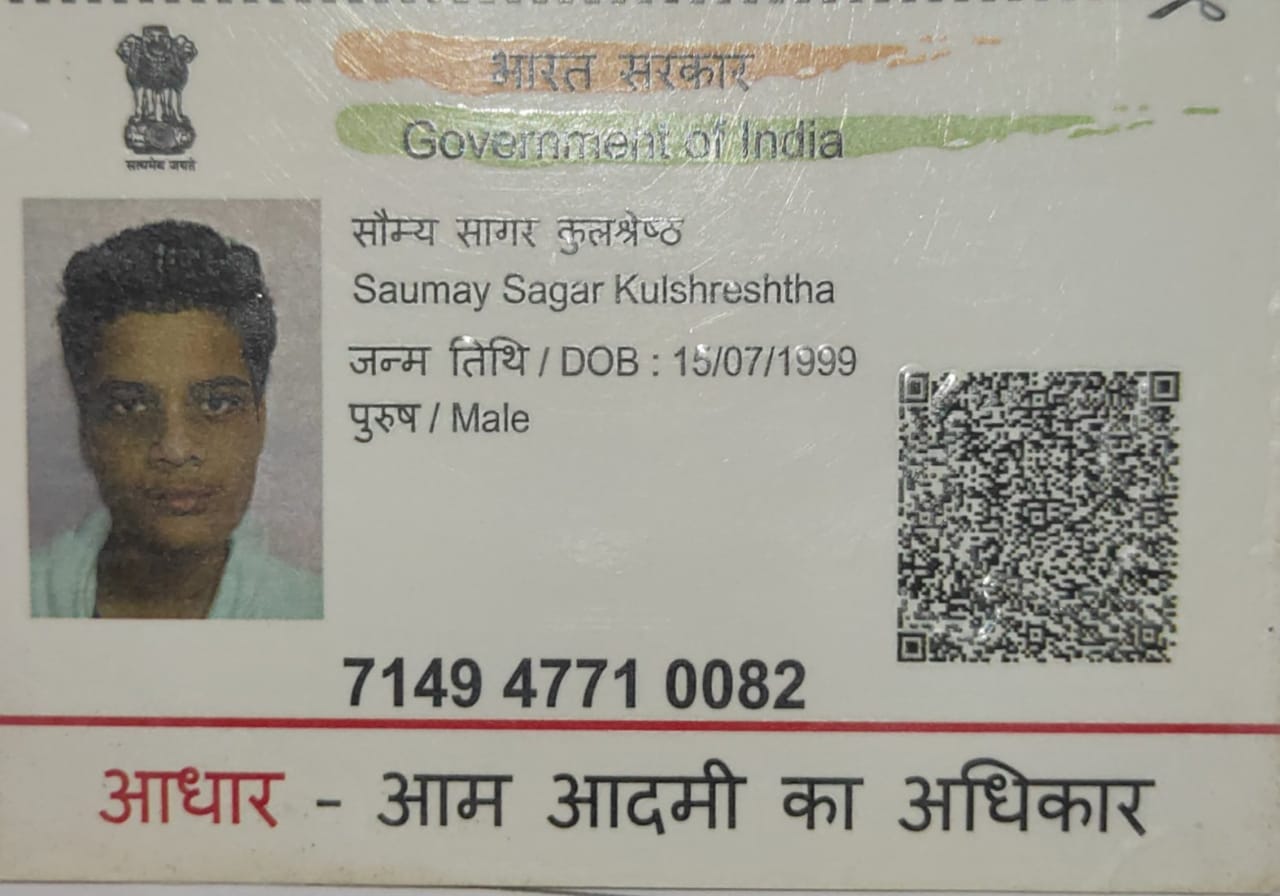 सत्यमेव जयते
भारत सरकार
Government of India
सौम्य सागर कुलश्रेष्ठ
Saumay Sagar Kulshreshtha
जन्म तिथि / DOB : 15/07/1999
पुरुष / Male
7149 4771 0082
आधार - आम आदमी का अधिकार